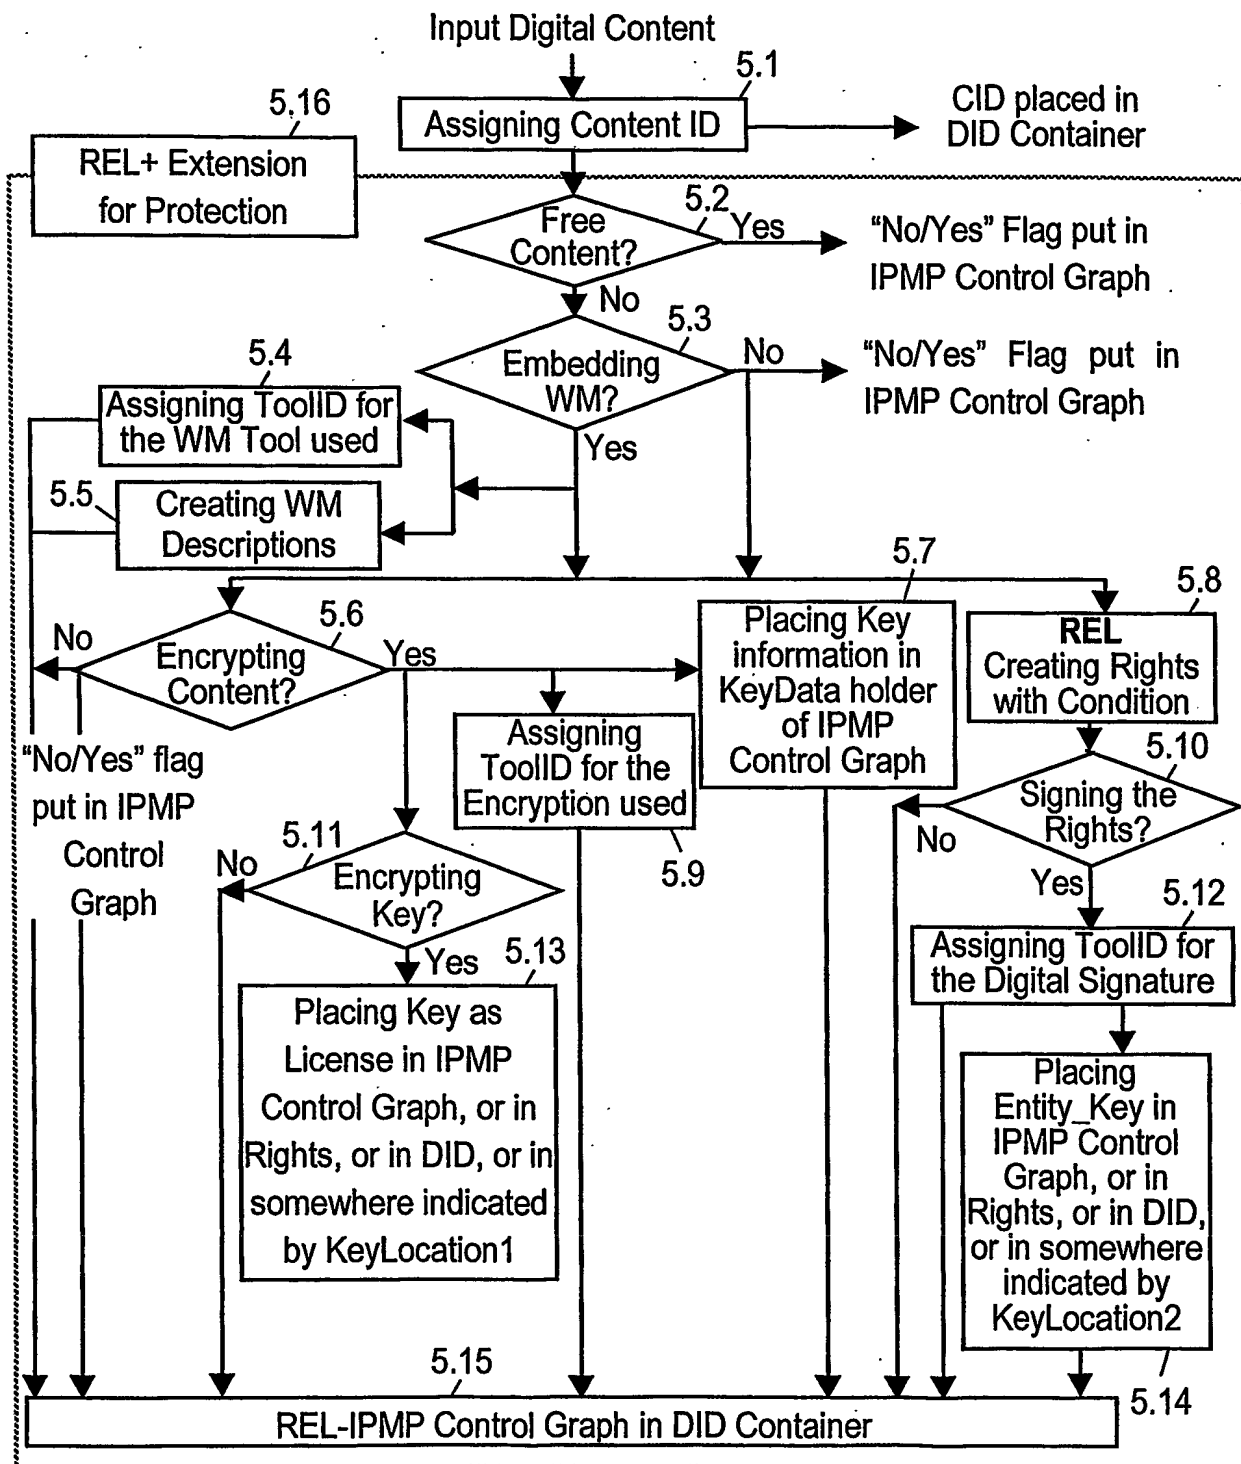 Input Digital Content
5.1
5.16
Assigning Content ID
CID placed in
DID Container
REL+ Extension
for Protection
5.2
Free
Content?
Yes
“No/Yes” Flag put in
IPMP Control Graph
No
5.3
Embedding
WM?
No
“No/Yes” Flag put in
IPMP Control Graph
5.4
Assigning ToolID for
the WM Tool used
Yes
5.5
Creating WM
Descriptions
5.7
5.8
5.6
No
Encrypting
Content?
Yes
Placing Key
information in
KeyData holder
of IPMP
Control Graph
REL
Creating Rights
with Condition
“No/Yes” flag
put in IPMP
Control
Graph
Assigning
ToolID for the
Encryption used
5.9
5.10
Signing the
Rights?
No
Yes
5.11
No
Encrypting
Key?
Yes
5.12
Assigning ToolID for
the Digital Signature
5.13
Placing Key as
License in IPMP
Control Graph, or in
Rights, or in DID, or in
somewhere indicated
by KeyLocation1
Placing
Entity_Key in
IPMP Control
Graph, or in
Rights, or in DID,
or in somewhere
indicated by
KeyLocation2
5.14
5.15
REL-IPMP Control Graph in DID Container